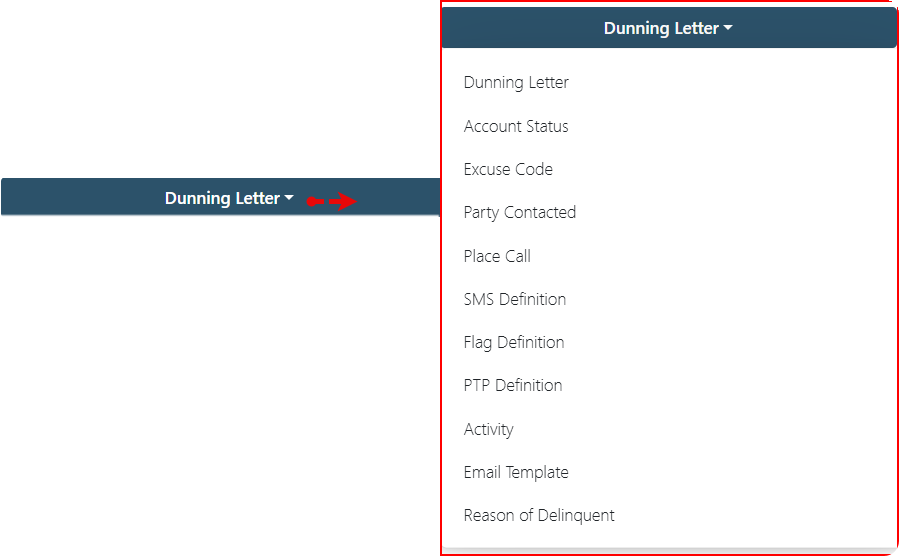 Dunning Letter
Dunning Letter
Dunning Letter
Account Status
Excuse Code
Party Contacted
Place Call
SMS Definition
Flag Definition
PTP Definition
Activity
Email Template
Reason of Delinquent